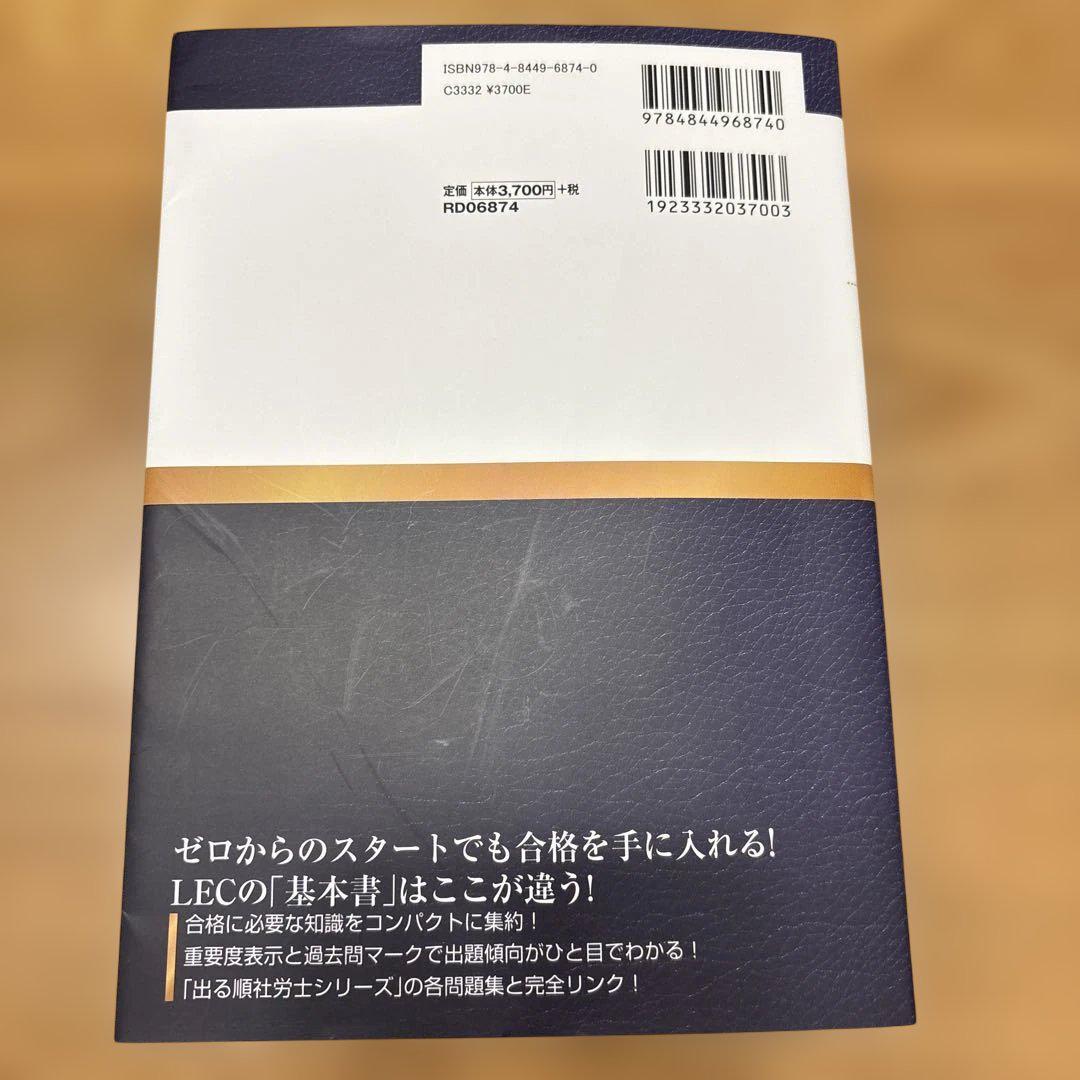 ISBN978-4-8449-6874-0
C3332 ¥3700E
9784844968740
定価 本体3,700円+税
RD06874
1923332037003
ゼロからのスタートでも合格を手に入れる!
LECの「基本書」はここが違う!
合格に必要な知識をコンパクトに集約!
重要度表示と過去問マークで出題傾向がひと目でわかる!
「出る順社労士シリーズ」の各問題集と完全リンク!